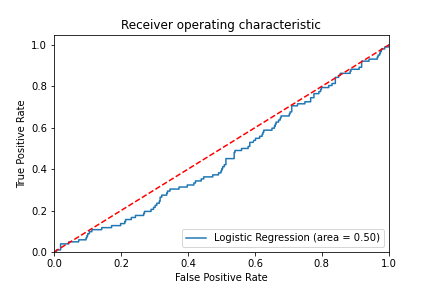 Receiver operating characteristic
1.0
0.8
0.6
0.4
0.2
0.0
True Positive Rate
Logistic Regression (area = 0.50)
0.0 0.2 0.4 0.6 0.8 1.0
False Positive Rate